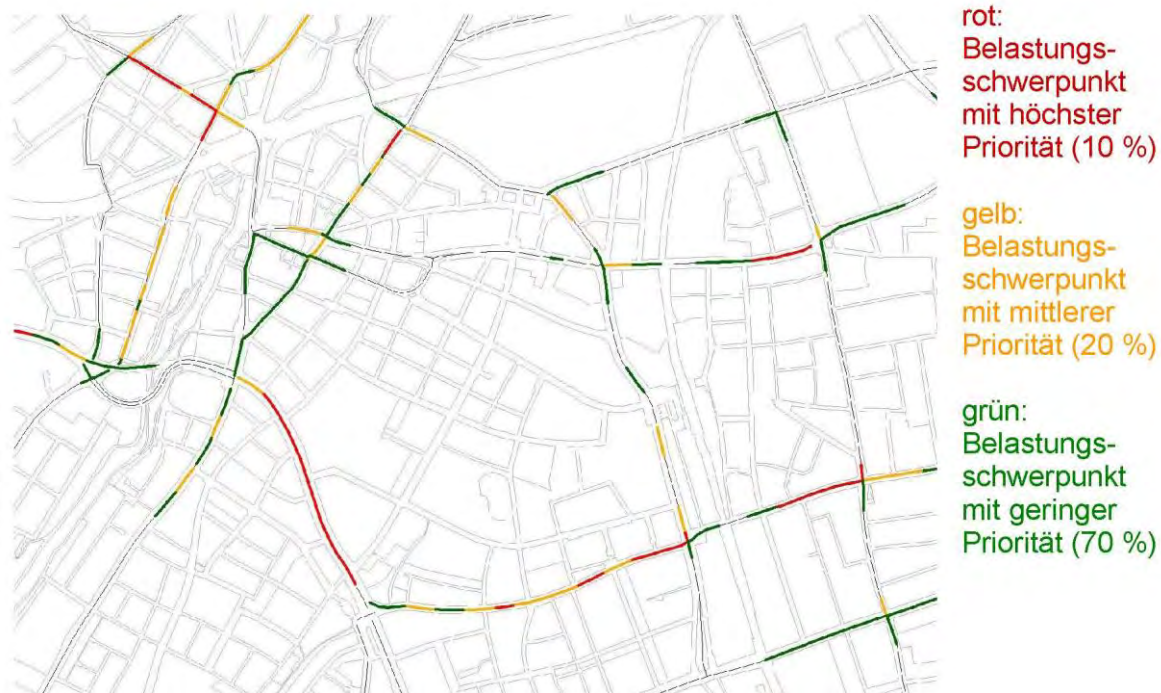 rot:
Belastungs-
schwerpunkt
mit höchster
Priorität (10 %)
gelb:
Belastungs-
schwerpunkt
mit mittlerer
Priorität (20 %)
grün:
Belastungs-
schwerpunkt
mit geringer
Priorität (70 %)